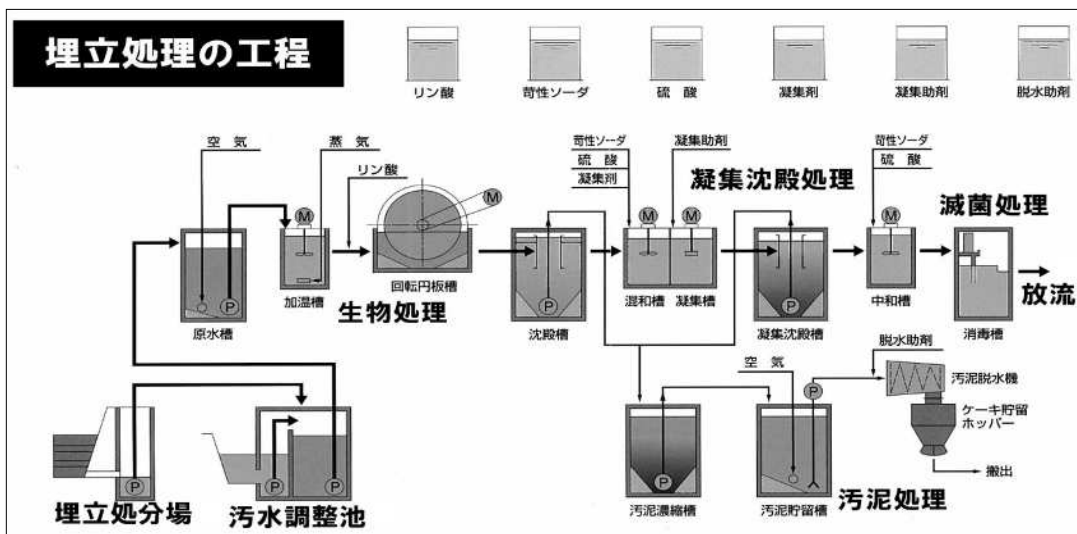 埋立処理の工程
リン酸
苛性ソーダ
硫酸
凝集剤
凝集助剤
脱水助剤
空気
蒸気
リン酸
苛性ソーダ
硫酸
凝集剤
凝集助剤
凝集沈殿処理
苛性ソーダ
硫酸
滅菌処理
M
M
M
M
M
P
P
P
P
原水槽
加温槽
回転円板槽
生物処理
沈殿槽
混和槽
凝集槽
凝集沈殿槽
中和槽
消毒槽
放流
空気
脱水助剤
P
汚泥脱水機
ケーキ貯留
ホッパー
搬出
P
P
P
P
埋立処分場
汚水調整池
汚泥濃縮槽
汚泥貯留槽
汚泥処理